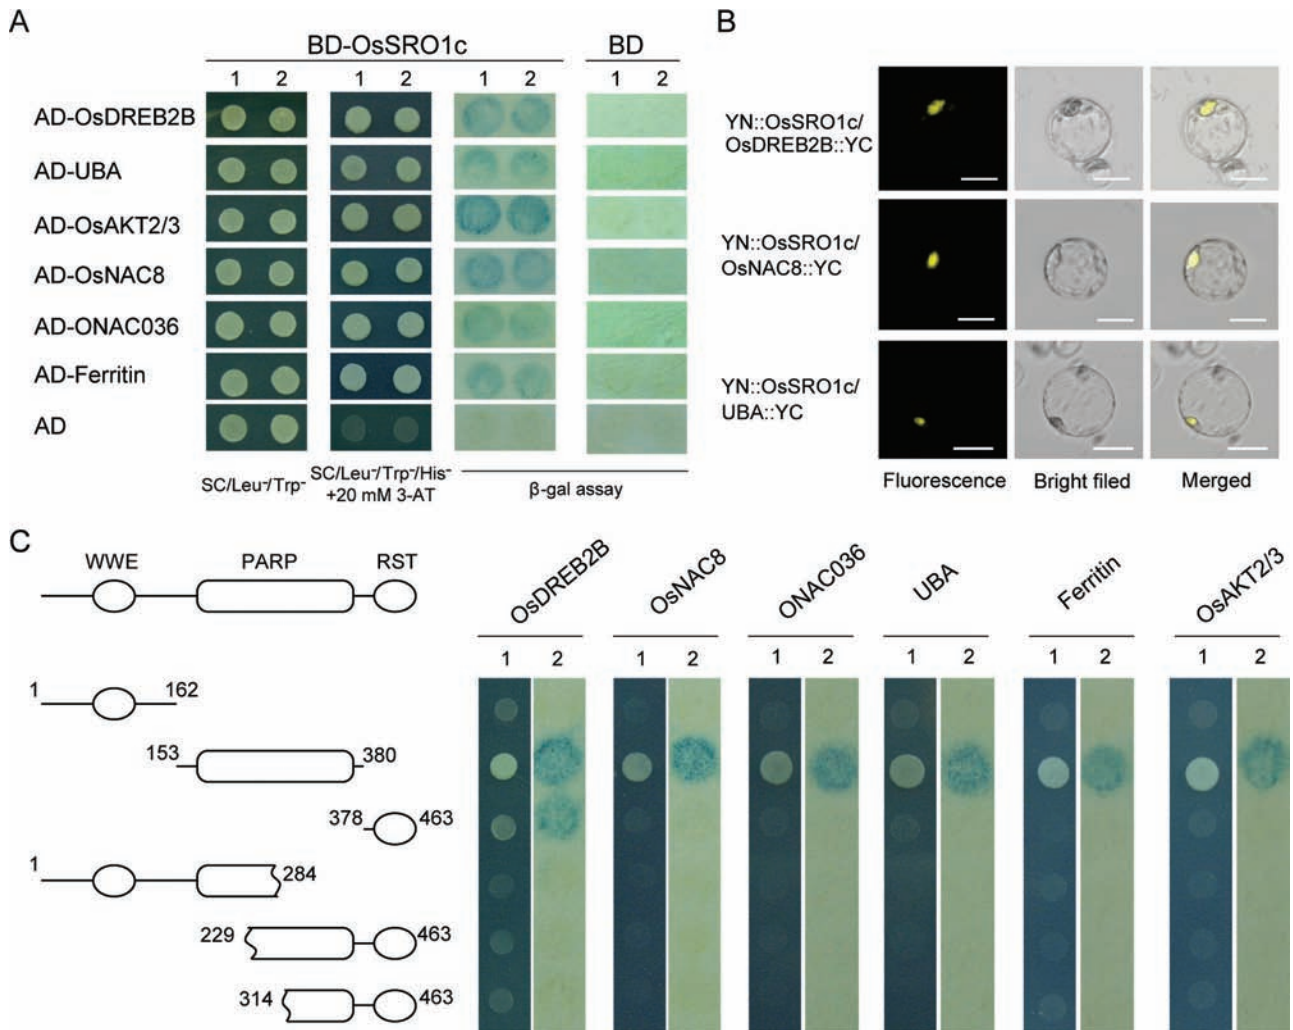 A
BD-OsSRO1c
BD
1 2 1 2 1 2 1 2
AD-OsDREB2B
AD-UBA
AD-OsAKT2/3
AD-OsNAC8
AD-ONAC036
AD-Ferritin
AD
SC/Leu⁻/Trp⁻
SC/Leu⁻/Trp⁻/His⁻
+20 mM 3-AT
β-gal assay
B
YN::OsSRO1c/
OsDREB2B::YC
YN::OsSRO1c/
OsNAC8::YC
YN::OsSRO1c/
UBA::YC
Fluorescence
Bright filed
Merged
C
WWE PARP RST
OsDREB2B
OsNAC8
ONAC036
UBA
Ferritin
OsAKT2/3
1 2 1 2 1 2 1 2 1 2 1 2
1 162
153 380
378 463
1 284
229 463
314 463